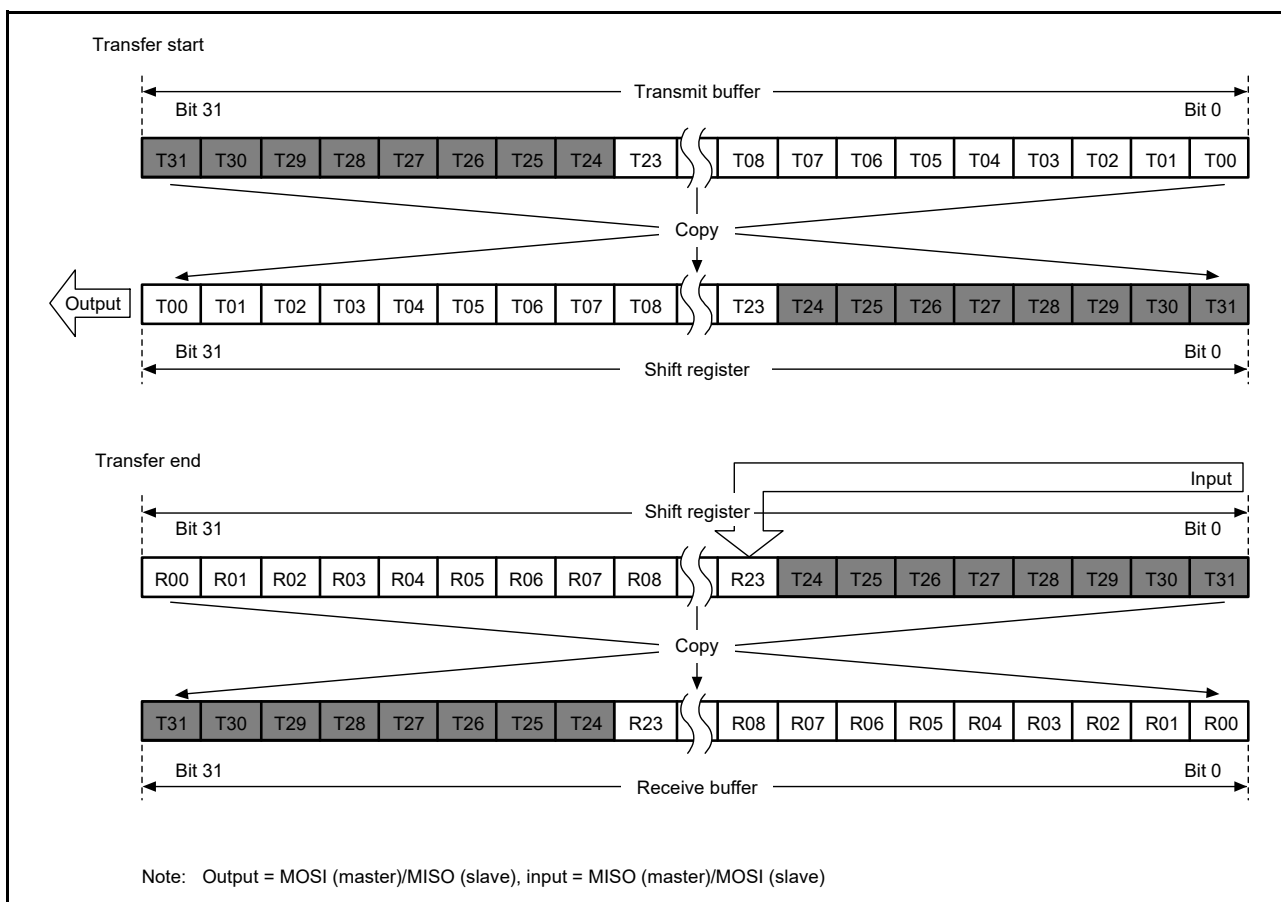 Transfer start
Transmit buffer
Bit 31 Bit 0
T31 T30 T29 T28 T27 T26 T25 T24 T23 T08 T07 T06 T05 T04 T03 T02 T01 T00
Copy
Output T00 T01 T02 T03 T04 T05 T06 T07 T08 T23 T24 T25 T26 T27 T28 T29 T30 T31
Bit 31 Bit 0
Shift register
Transfer end
Input
Shift register
Bit 31 Bit 0
R00 R01 R02 R03 R04 R05 R06 R07 R08 R23 T24 T25 T26 T27 T28 T29 T30 T31
Copy
T31 T30 T29 T28 T27 T26 T25 T24 R23 R08 R07 R06 R05 R04 R03 R02 R01 R00
Bit 31 Bit 0
Receive buffer
Note: Output = MOSI (master)/MISO (slave), input = MISO (master)/MOSI (slave)